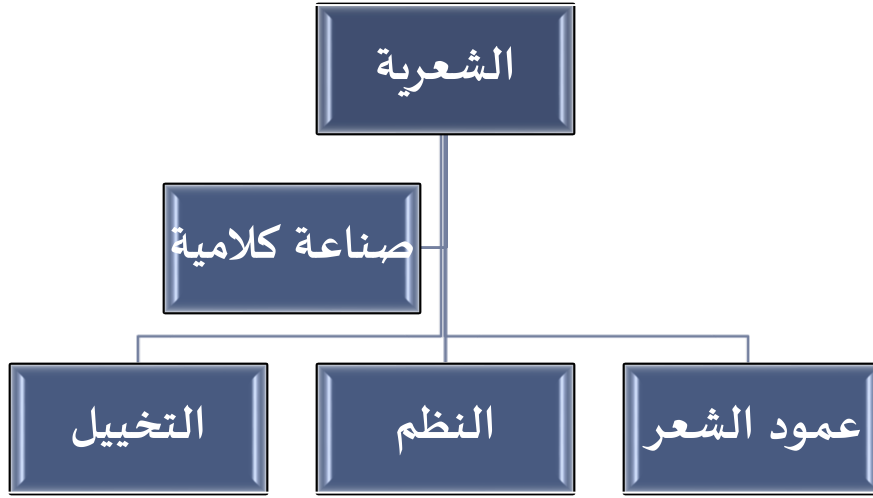 الشعرية
صناعة كلامية
عمود الشعر
النظم
التخييل